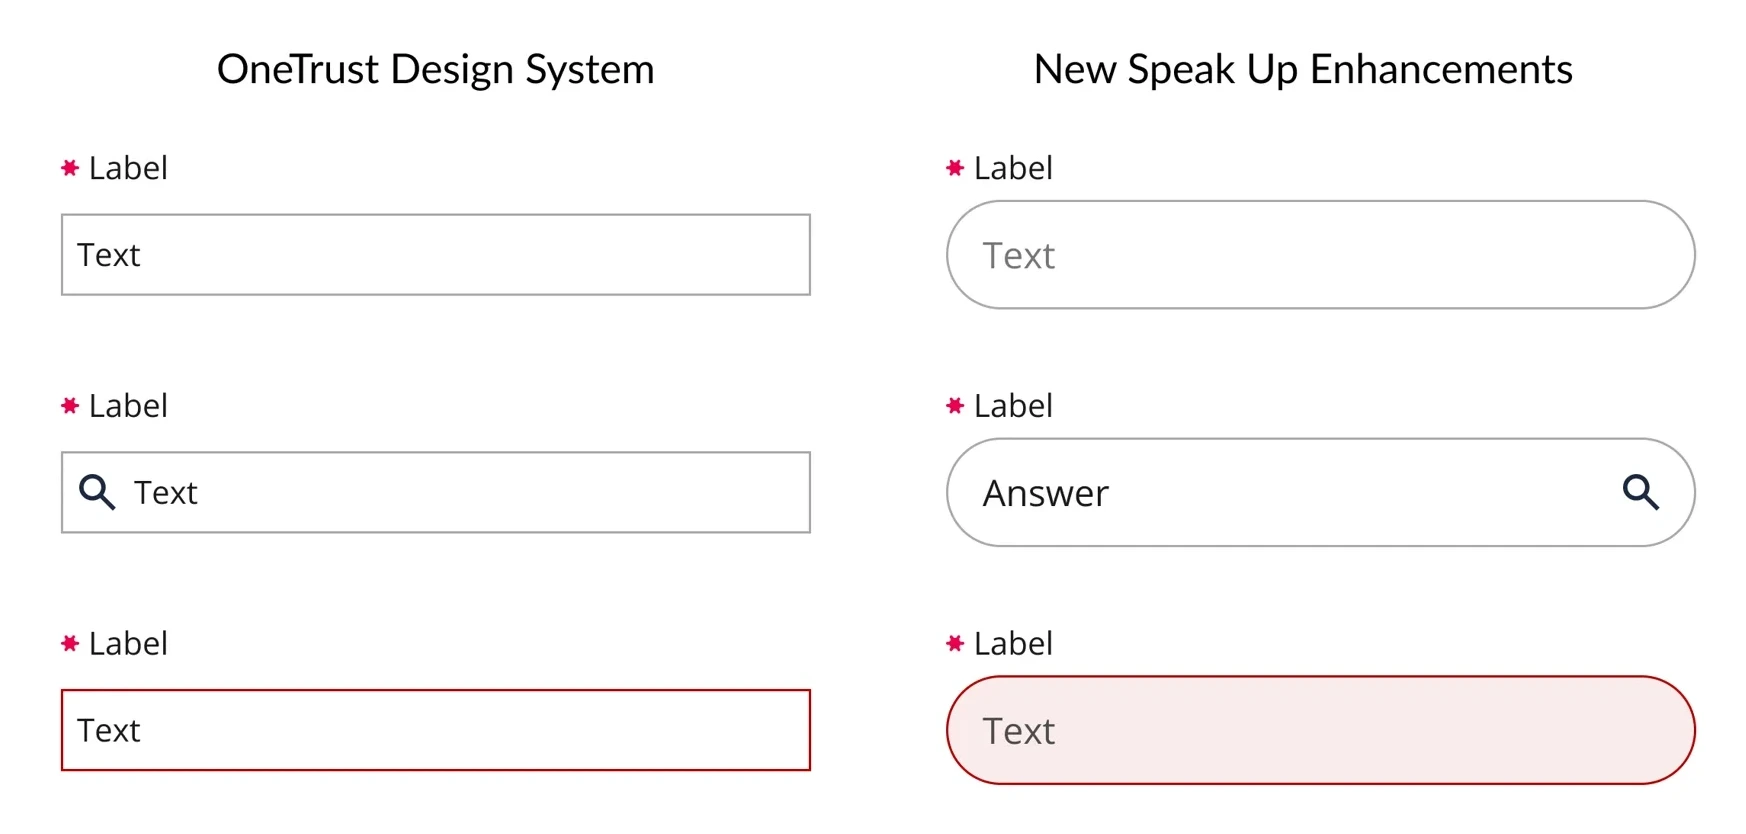 OneTrust Design System
* Label
Text
* Label
Text
* Label
Text
New Speak Up Enhancements
* Label
Text
* Label
Answer
* Label
Text